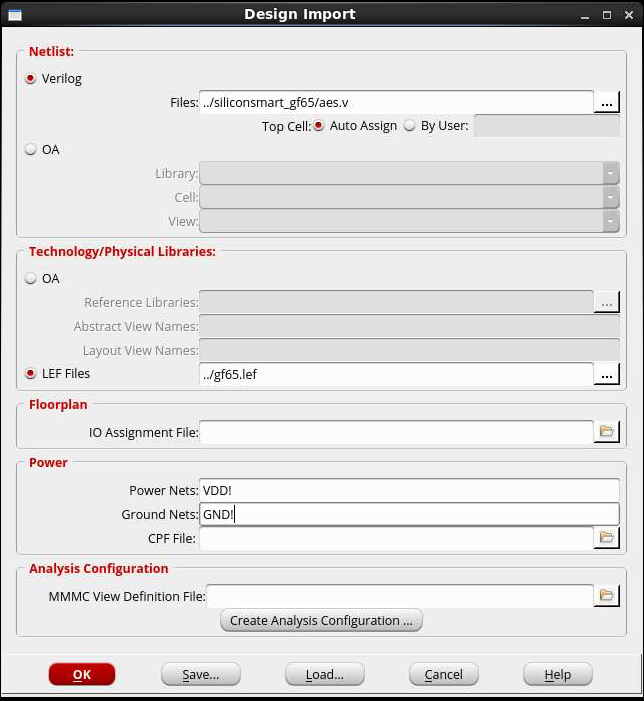 Design Import
Netlist:
Verilog
Files: ../siliconsmart_gf65/aes.v ...
Top Cell: Auto Assign By User:
OA
Library:
Cell:
View:
Technology/Physical Libraries:
OA
Reference Libraries: ...
Abstract View Names:
Layout View Names:
LEF Files ../gf65.lef ...
Floorplan
IO Assignment File:
Power
Power Nets: VDD!
Ground Nets: GND!
CPF File:
Analysis Configuration
MMMC View Definition File:
Create Analysis Configuration ...
OK Save... Load... Cancel Help